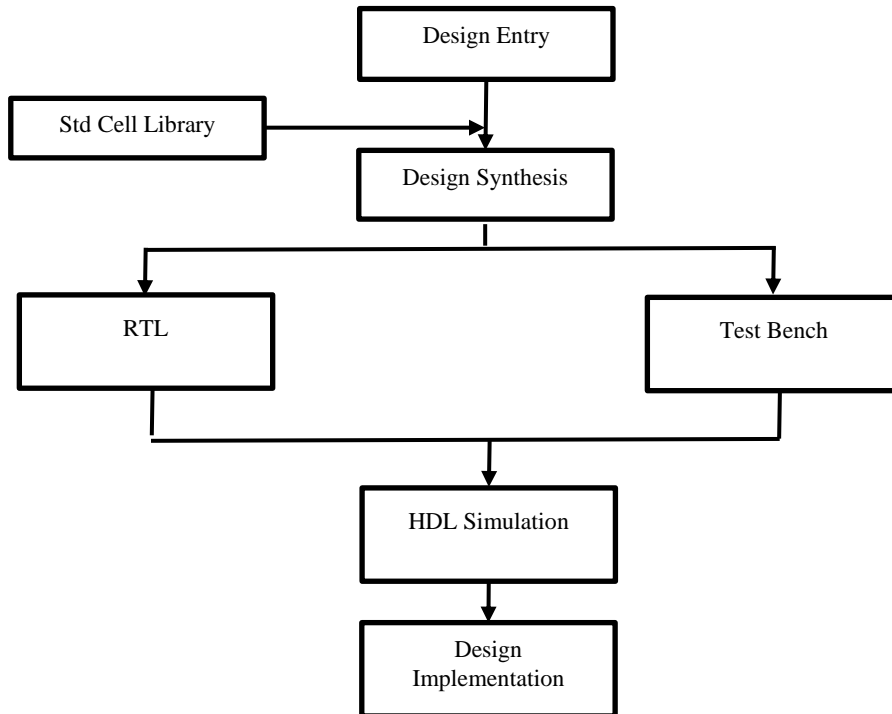 Design Entry
Std Cell Library
Design Synthesis
RTL
Test Bench
HDL Simulation
Design
Implementation